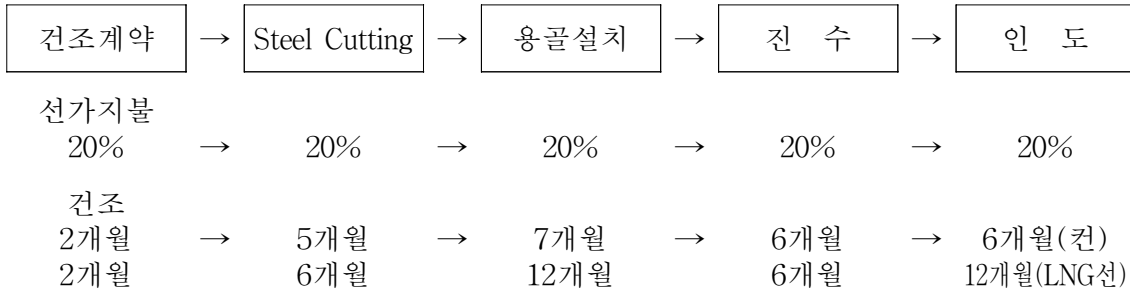 건조계약 → Steel Cutting → 용골설치 → 진 수 → 인 도
선가지불
20% → 20% → 20% → 20% → 20%
건조
2개월 → 5개월 → 7개월 → 6개월 → 6개월(컨)
2개월 6개월 12개월 6개월 12개월(LNG선)